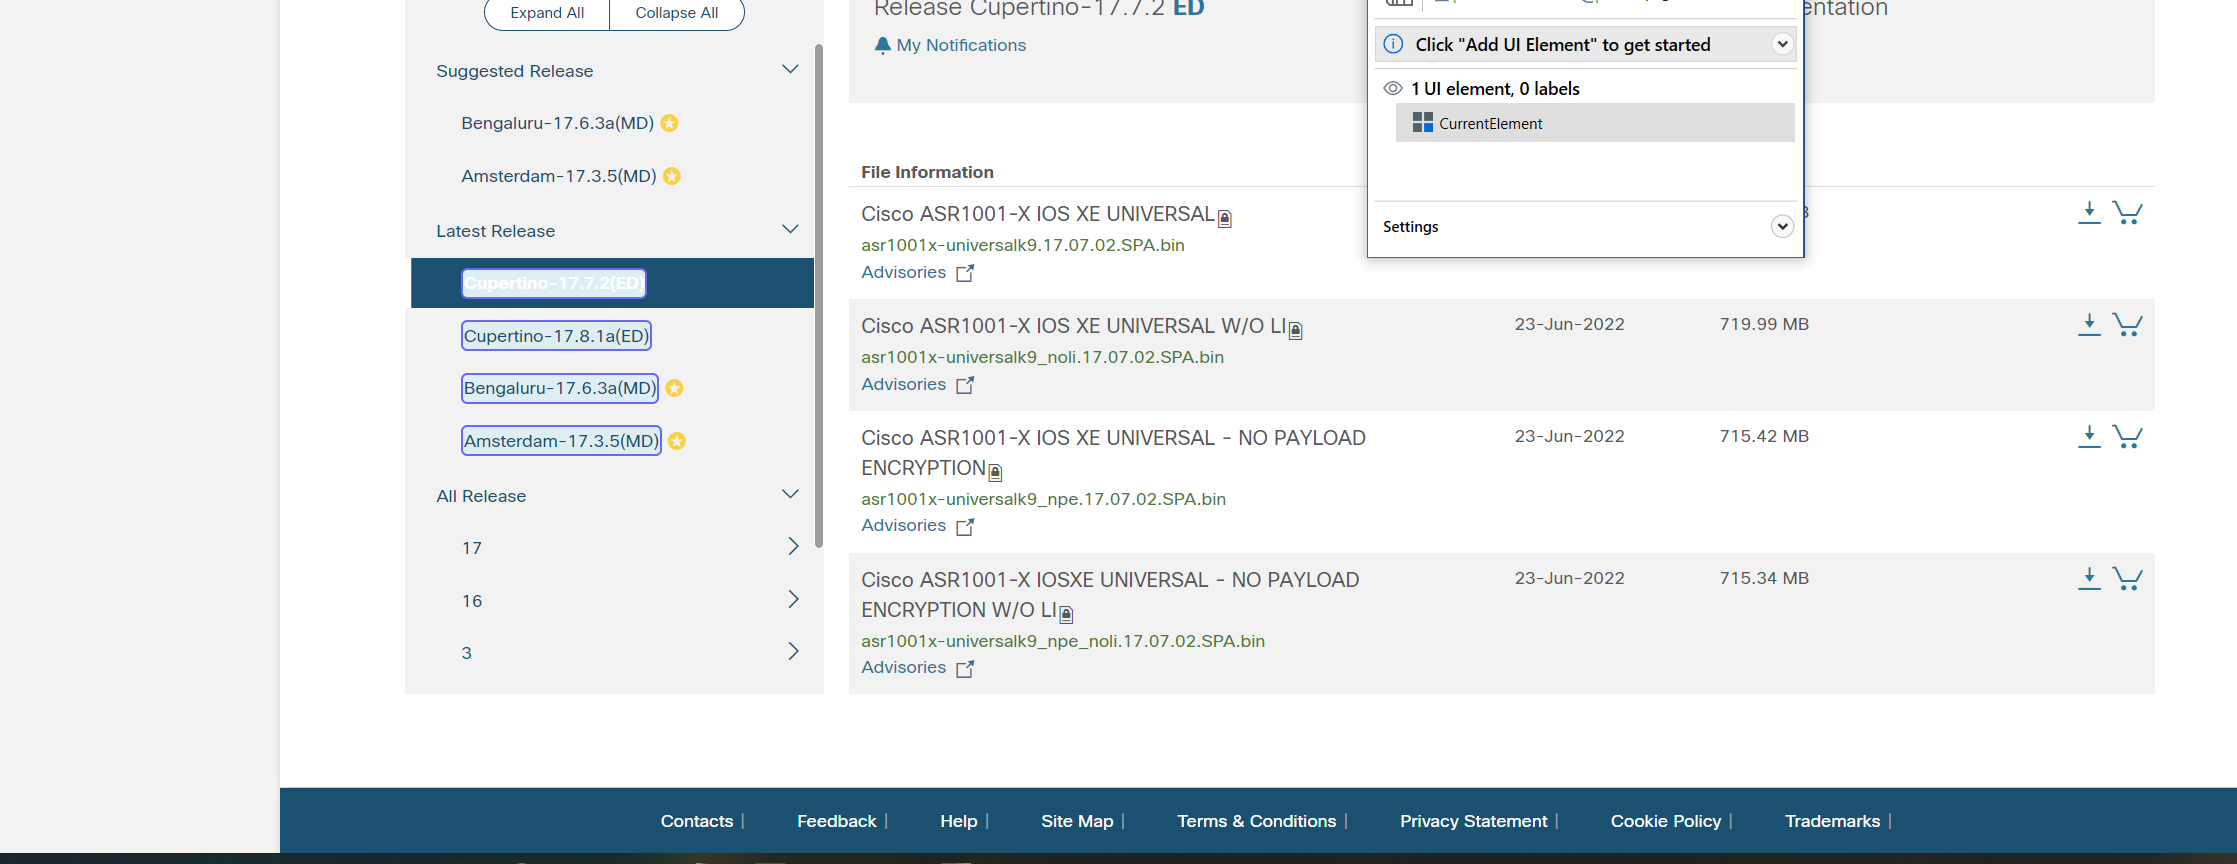 Expand All
Collapse All
Suggested Release
Bengaluru-17.6.3a(MD)
Amsterdam-17.3.5(MD)
Latest Release
Cupertino-17.7.2(ED)
Cupertino-17.8.1a(ED)
Bengaluru-17.6.3a(MD)
Amsterdam-17.3.5(MD)
All Release
17
16
3
Release Cupertino-17.7.2 ED
My Notifications
File Information
Cisco ASR1001-X IOS XE UNIVERSAL
asr1001x-universalk9.17.07.02.SPA.bin
Advisories
Cisco ASR1001-X IOS XE UNIVERSAL W/O LI
23-Jun-2022
719.99 MB
asr1001x-universalk9_noli.17.07.02.SPA.bin
Advisories
Cisco ASR1001-X IOS XE UNIVERSAL - NO PAYLOAD
ENCRYPTION
23-Jun-2022
715.42 MB
asr1001x-universalk9_npe.17.07.02.SPA.bin
Advisories
Cisco ASR1001-X IOSXE UNIVERSAL - NO PAYLOAD
ENCRYPTION W/O LI
23-Jun-2022
715.34 MB
asr1001x-universalk9_npe_noli.17.07.02.SPA.bin
Advisories
Click "Add UI Element" to get started
1 UI element, 0 labels
CurrentElement
Settings
Contacts |
Feedback |
Help |
Site Map |
Terms & Conditions |
Privacy Statement |
Cookie Policy |
Trademarks |